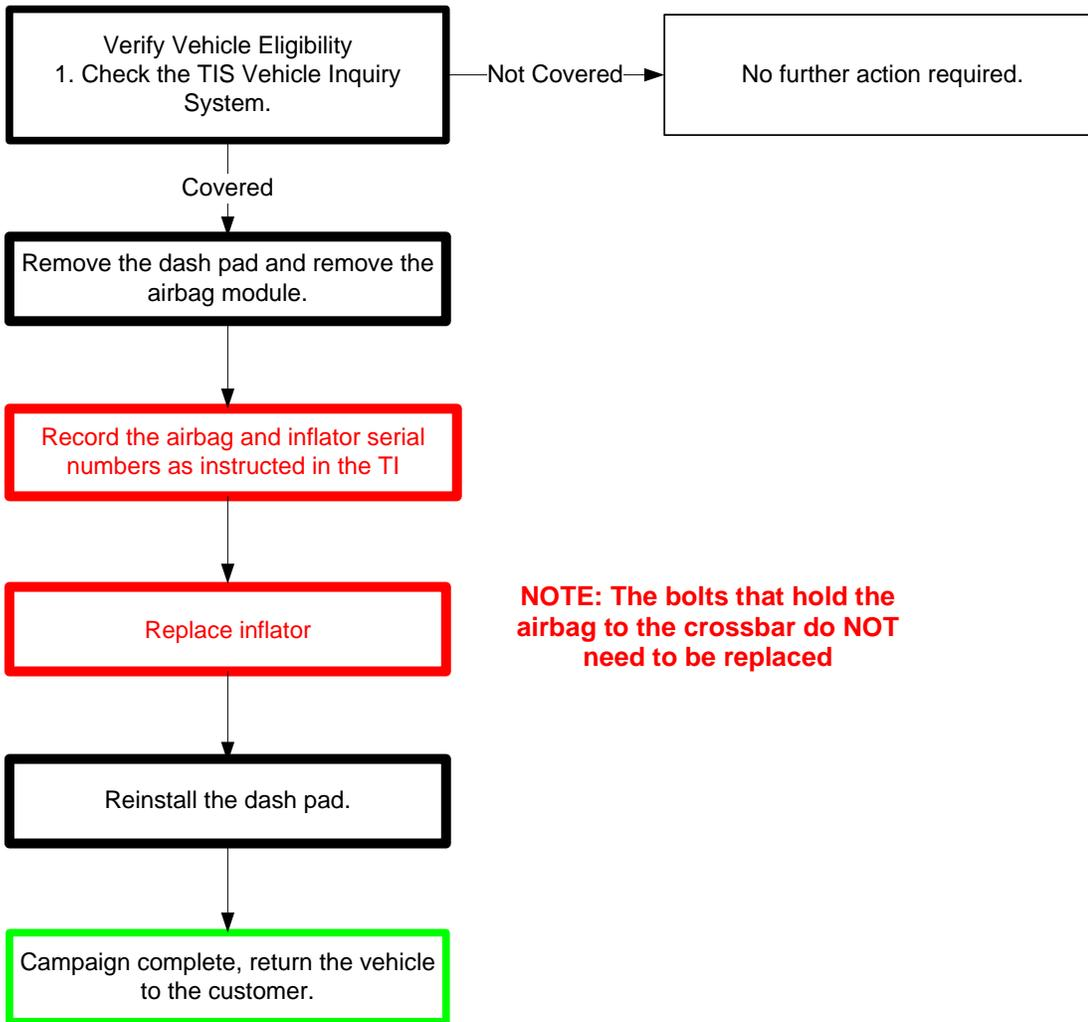 Verify Vehicle Eligibility
1. Check the TIS Vehicle Inquiry
System.
Not Covered
No further action required.
Covered
Remove the dash pad and remove the
airbag module.
Record the airbag and inflator serial
numbers as instructed in the TI
Replace inflator
NOTE: The bolts that hold the
airbag to the crossbar do NOT
need to be replaced
Reinstall the dash pad.
Campaign complete, return the vehicle
to the customer.